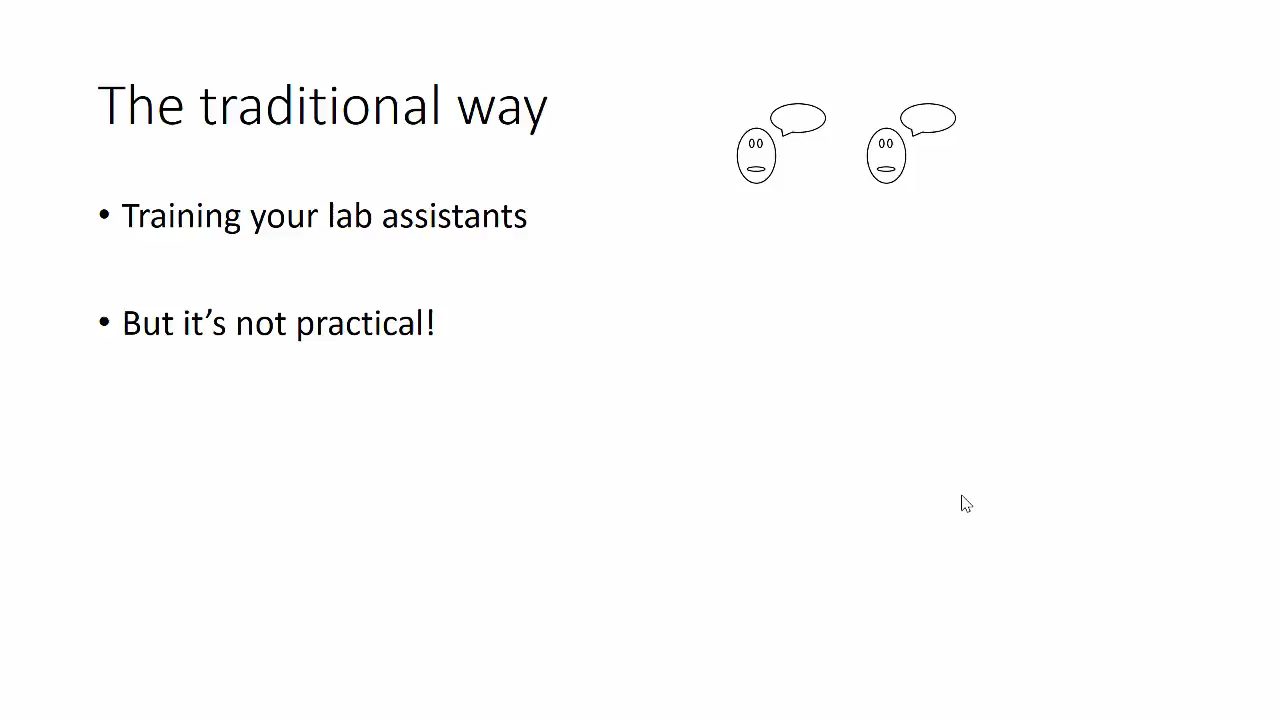 The traditional way
• Training your lab assistants
• But it’s not practical!